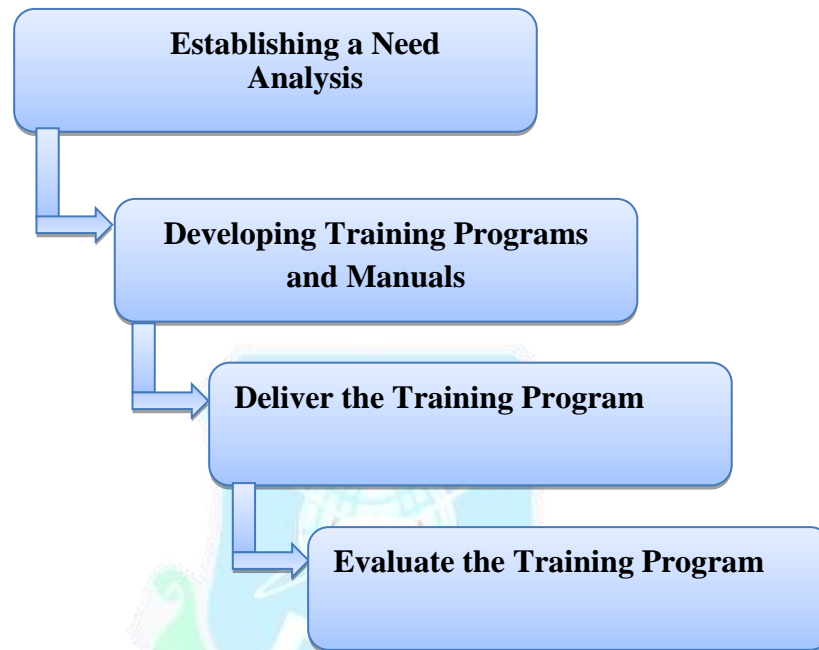 Establishing a Need
Analysis
Developing Training Programs
and Manuals
Deliver the Training Program
Evaluate the Training Program